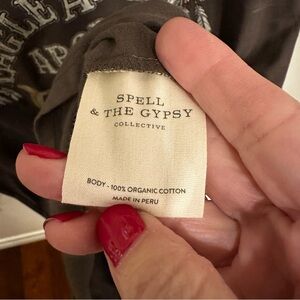 SPELL
& THE GYPSY
COLLECTIVE
BODY - 100% ORGANIC COTTON
MADE IN PERU